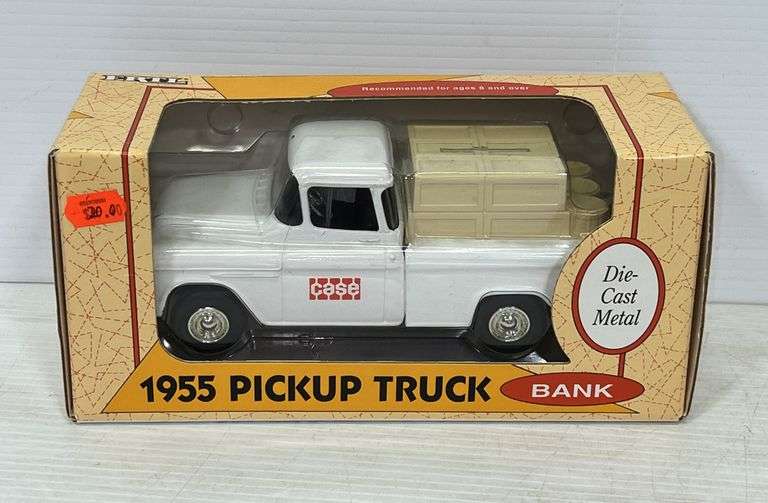 ERTL
Recommended for ages 8 and over
$20.00
case
Die-
Cast
Metal
1955 PICKUP TRUCK
BANK